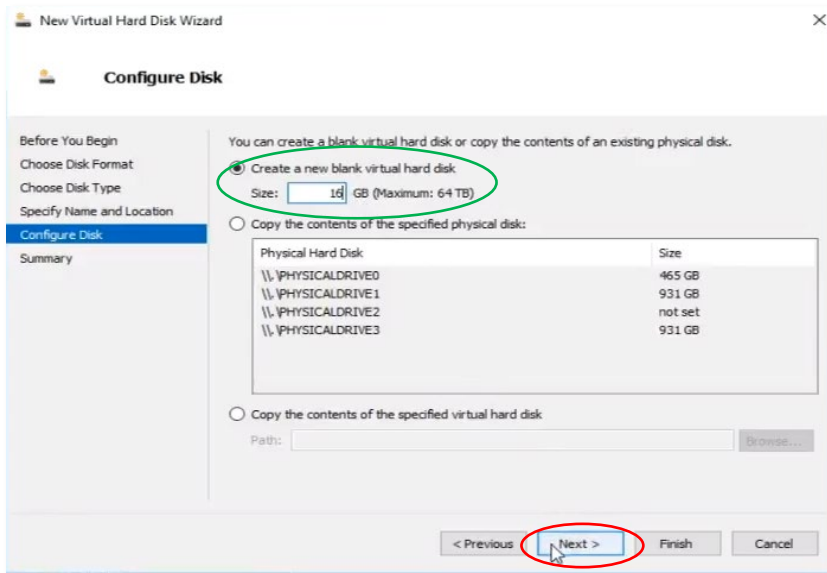 New Virtual Hard Disk Wizard
Configure Disk
Before You Begin
Choose Disk Format
Choose Disk Type
Specify Name and Location
Configure Disk
Summary
You can create a blank virtual hard disk or copy the contents of an existing physical disk.
Create a new blank virtual hard disk
Size: 16 GB (Maximum: 64 TB)
Copy the contents of the specified physical disk:
Physical Hard Disk Size
\\.\PHYSICALDRIVE0 465 GB
\\.\PHYSICALDRIVE1 931 GB
\\.\PHYSICALDRIVE2 not set
\\.\PHYSICALDRIVE3 931 GB
Copy the contents of the specified virtual hard disk
Path: Browse...
< Previous Next > Finish Cancel